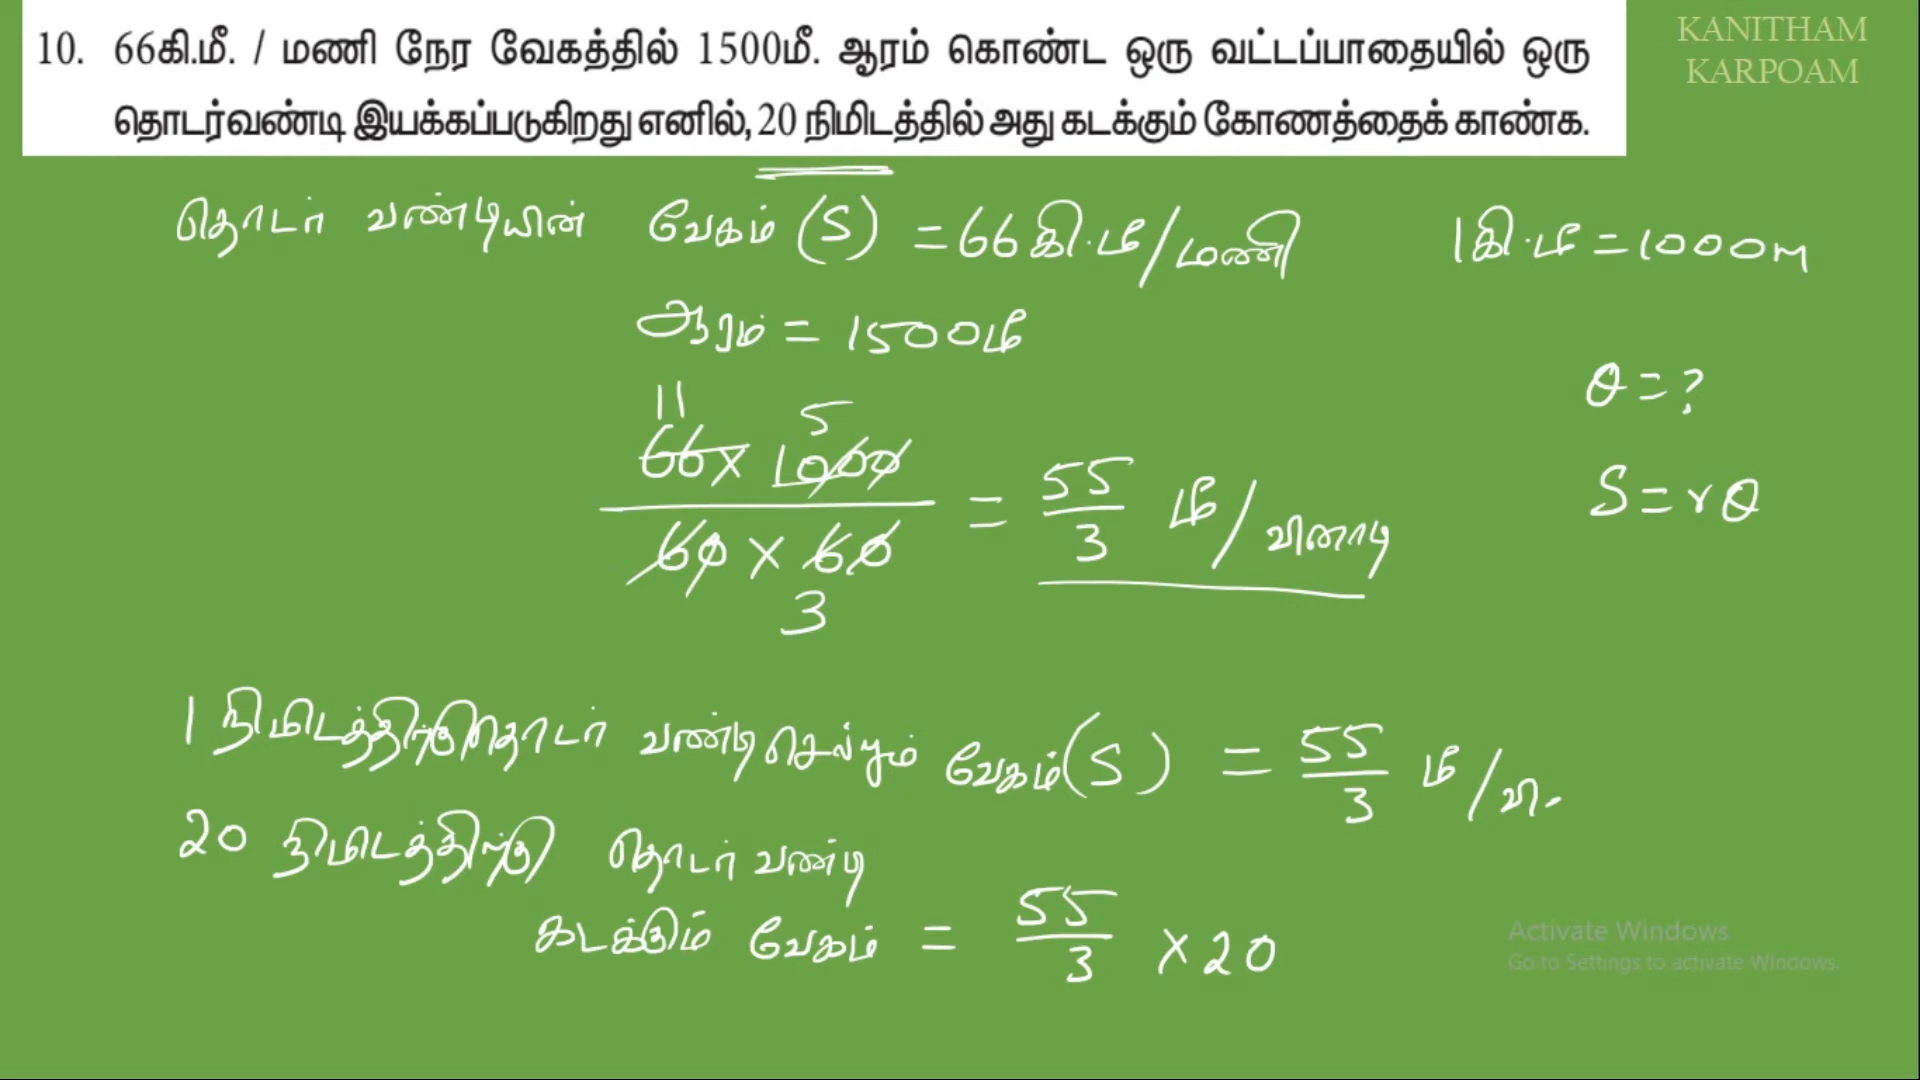 10. 66கி.மீ. / மணி நேர வேகத்தில் 1500மீ. ஆரம் கொண்ட ஒரு வட்டப்பாதையில் ஒரு
தொடர்வண்டி இயக்கப்படுகிறது எனில், 20 நிமிடத்தில் அது கடக்கும் கோணத்தைக் காண்க.
KANITHAM
KARPOAM
தொடர் வண்டியின் வேகம் (S) = 66 கி.மீ/மணி
1கி.மீ = 1000m
ஆரம் = 1500மீ
θ = ?
11 5
66 x 1000
60 x 60
3
= 55/3 மீ/வினாடி
S = rθ
1 நிமிடத்திற்கு தொடர் வண்டி செல்லும் வேகம் (S) = 55/3 மீ/வி.
20 நிமிடத்திற்கு தொடர் வண்டி
கடக்கும் வேகம் = 55/3 x 20
Activate Windows
Go to Settings to activate Windows.